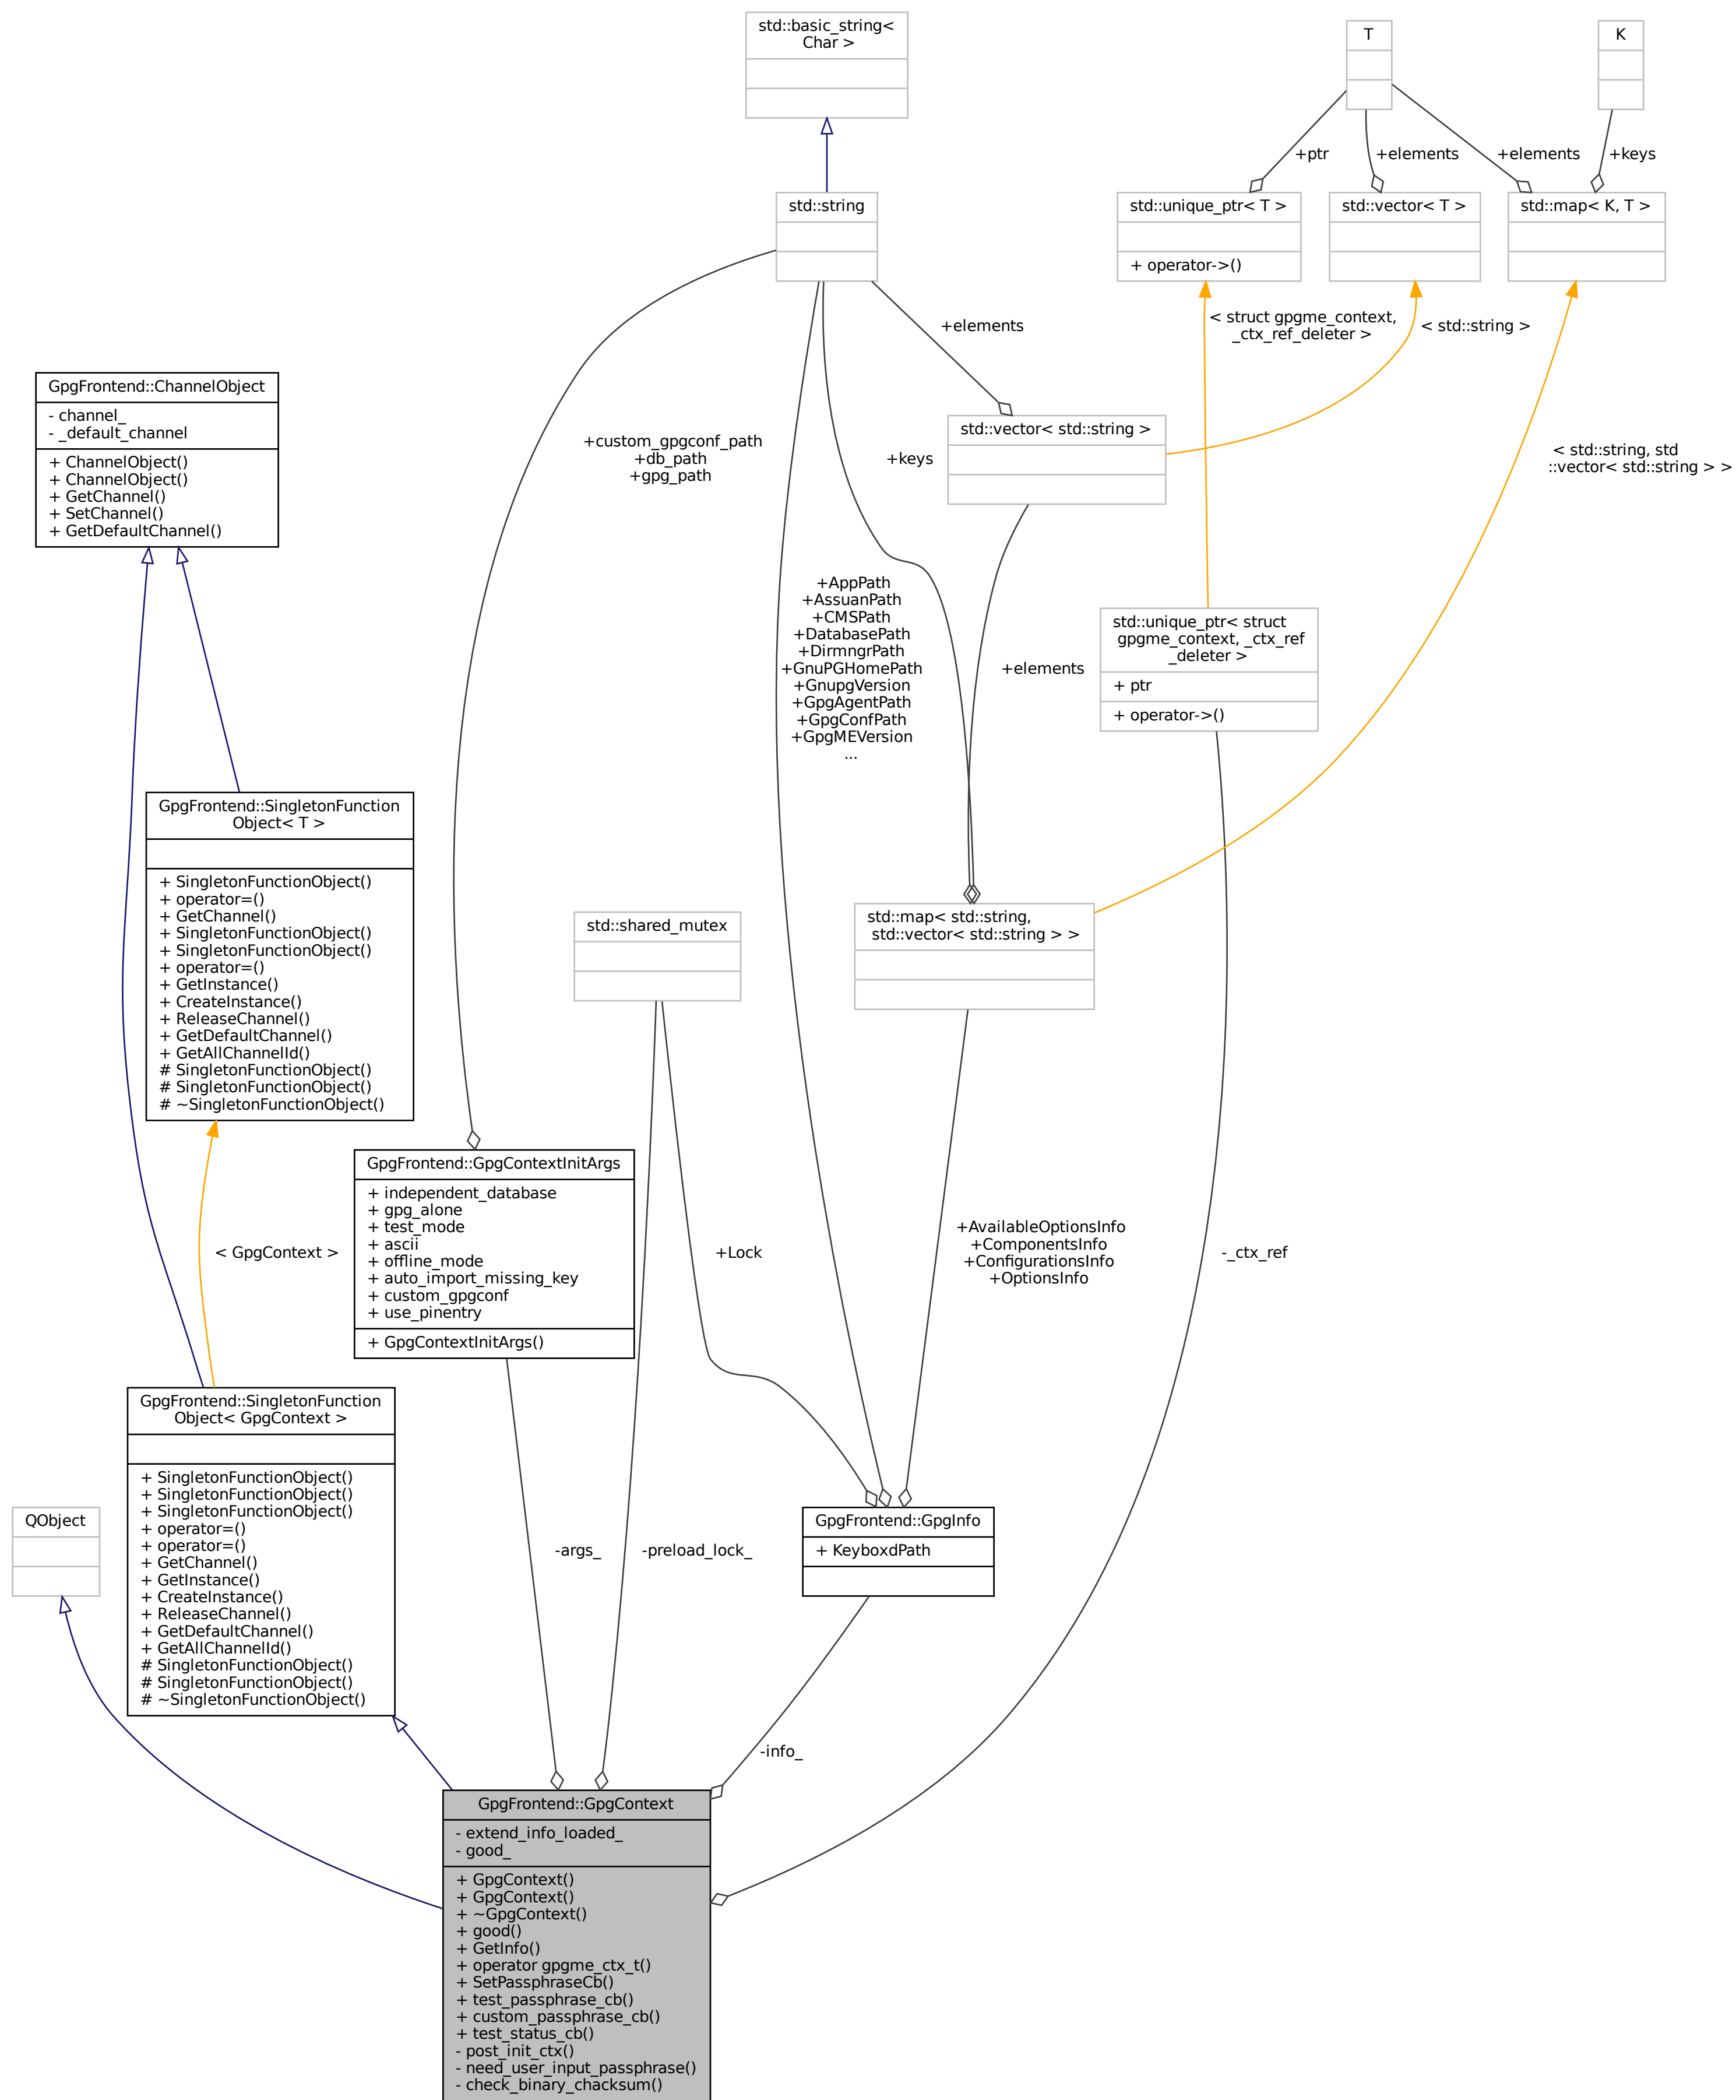 std::basic_string<
Char >
T
K
+ptr
+elements
+elements
+keys
std::string
std::unique_ptr< T >
+ operator->()
std::vector< T >
std::map< K, T >
+elements
< struct gpgme_context,
_ctx_ref_deleter >
< std::string >
GpgFrontend::ChannelObject
- channel_
- _default_channel
+ ChannelObject()
+ ChannelObject()
+ GetChannel()
+ SetChannel()
+ GetDefaultChannel()
+custom_gpgconf_path
+db_path
+gpg_path
+keys
std::vector< std::string >
< std::string, std
::vector< std::string > >
+AppPath
+AssuanPath
+CMSPath
+DatabasePath
+DirmngrPath
+GnuPGHomePath
+GnupgVersion
+GpgAgentPath
+GpgConfPath
+GpgMEVersion
...
+elements
std::unique_ptr< struct
gpgme_context, _ctx_ref
_deleter >
+ ptr
+ operator->()
GpgFrontend::SingletonFunction
Object< T >
+ SingletonFunctionObject()
+ operator=()
+ GetChannel()
+ SingletonFunctionObject()
+ SingletonFunctionObject()
+ operator=()
+ GetInstance()
+ CreateInstance()
+ ReleaseChannel()
+ GetDefaultChannel()
+ GetAllChannelId()
# SingletonFunctionObject()
# SingletonFunctionObject()
# ~SingletonFunctionObject()
std::shared_mutex
std::map< std::string,
std::vector< std::string > >
< GpgContext >
GpgFrontend::GpgContextInitArgs
+ independent_database
+ gpg_alone
+ test_mode
+ ascii
+ offline_mode
+ auto_import_missing_key
+ custom_gpgconf
+ use_pinentry
+ GpgContextInitArgs()
+Lock
+AvailableOptionsInfo
+ComponentsInfo
+ConfigurationsInfo
+OptionsInfo
-_ctx_ref
GpgFrontend::SingletonFunction
Object< GpgContext >
+ SingletonFunctionObject()
+ SingletonFunctionObject()
+ SingletonFunctionObject()
+ operator=()
+ operator=()
+ GetChannel()
+ GetInstance()
+ CreateInstance()
+ ReleaseChannel()
+ GetDefaultChannel()
+ GetAllChannelId()
# SingletonFunctionObject()
# SingletonFunctionObject()
# ~SingletonFunctionObject()
QObject
-args_
-preload_lock_
GpgFrontend::GpgInfo
+ KeyboxdPath
-info_
GpgFrontend::GpgContext
- extend_info_loaded_
- good_
+ GpgContext()
+ GpgContext()
+ ~GpgContext()
+ good()
+ GetInfo()
+ operator gpgme_ctx_t()
+ SetPassphraseCb()
+ test_passphrase_cb()
+ custom_passphrase_cb()
+ test_status_cb()
- post_init_ctx()
- need_user_input_passphrase()
- check_binary_chacksum()